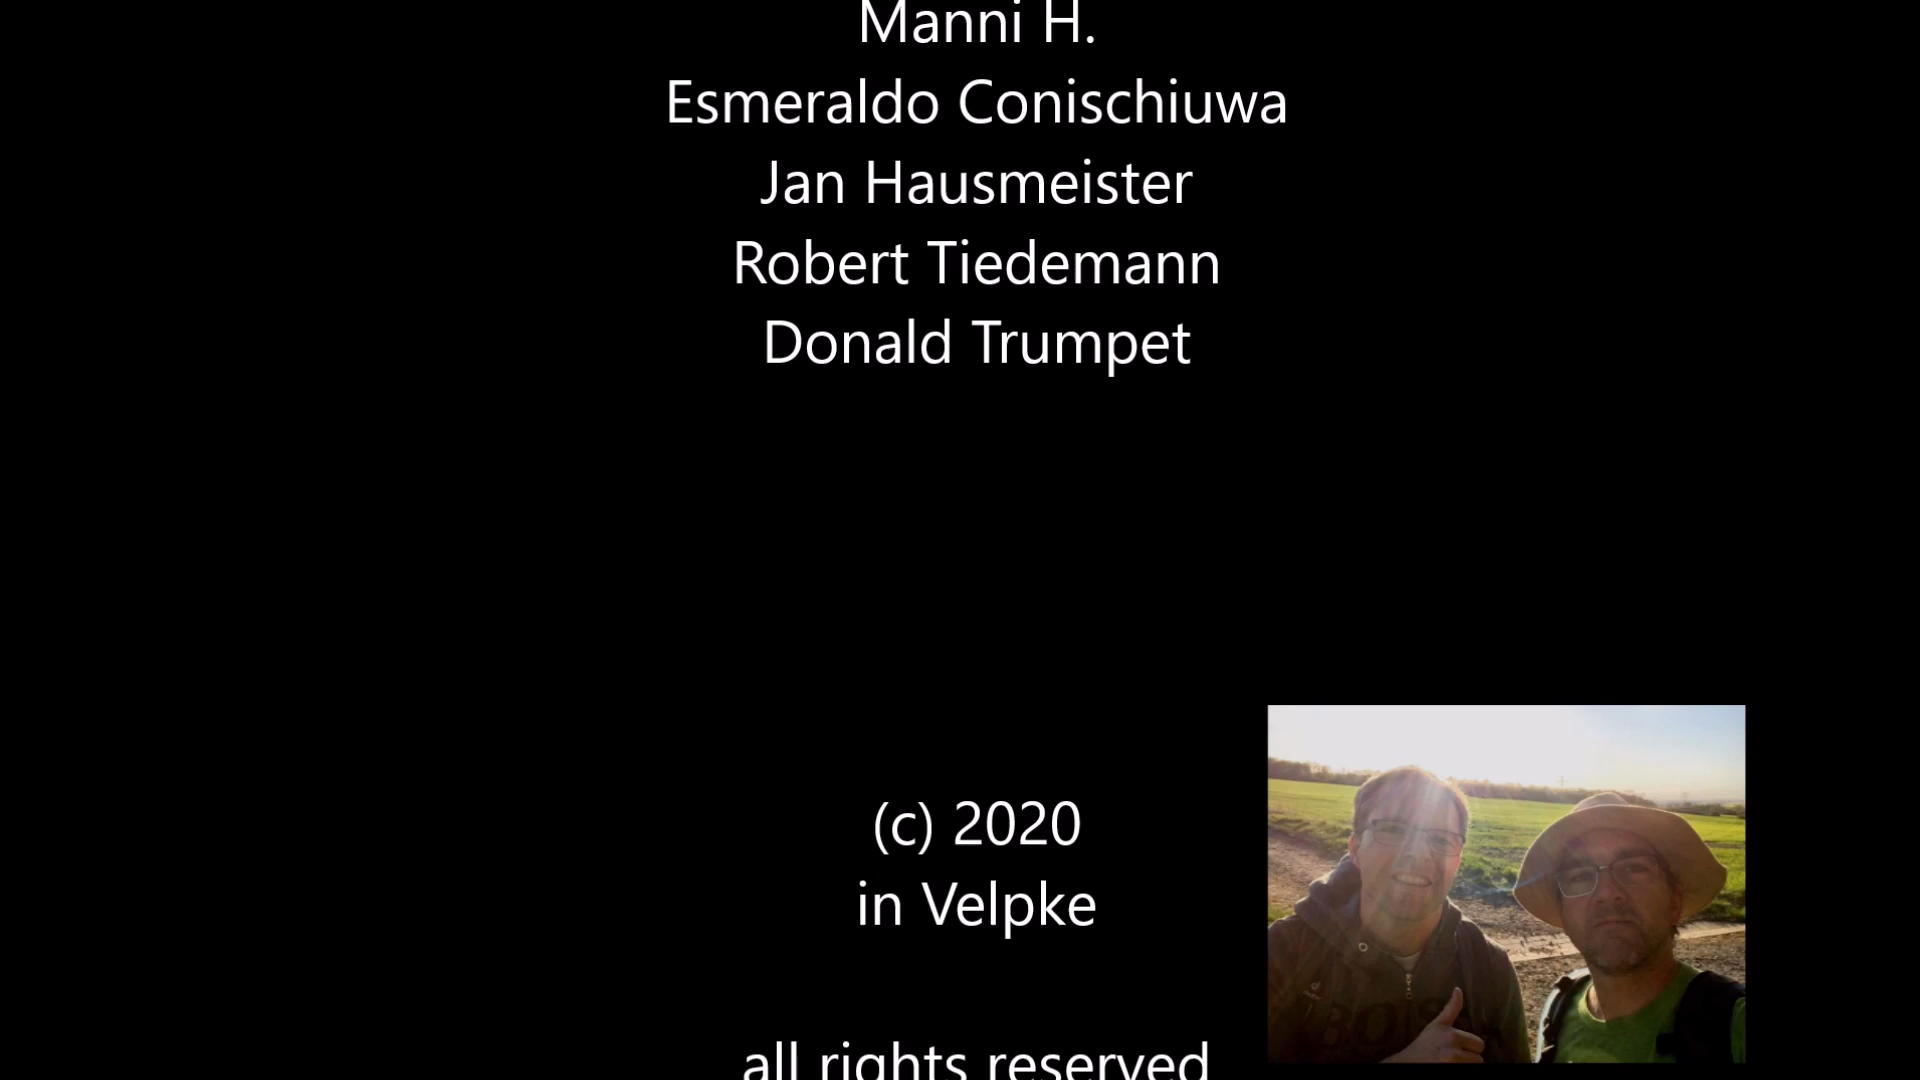 Manni H.
Esmeraldo Conischiuwa
Jan Hausmeister
Robert Tiedemann
Donald Trumpet
(c) 2020
in Velpke
all rights reserved